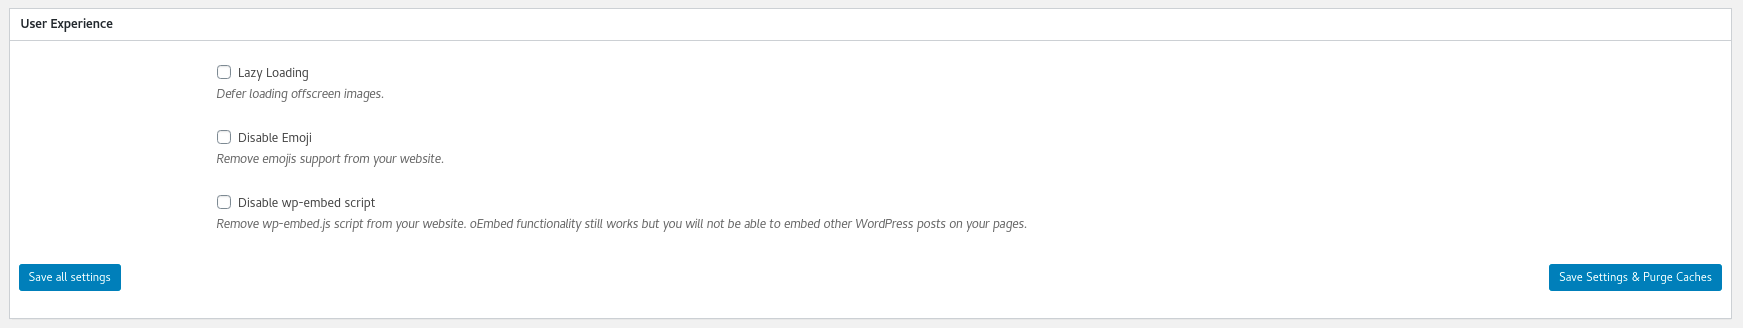 User Experience
Lazy Loading
Defer loading offscreen images.
Disable Emoji
Remove emojis support from your website.
Disable wp-embed script
Remove wp-embed.js script from your website. oEmbed functionality still works but you will not be able to embed other WordPress posts on your pages.
Save all settings
Save Settings & Purge Caches